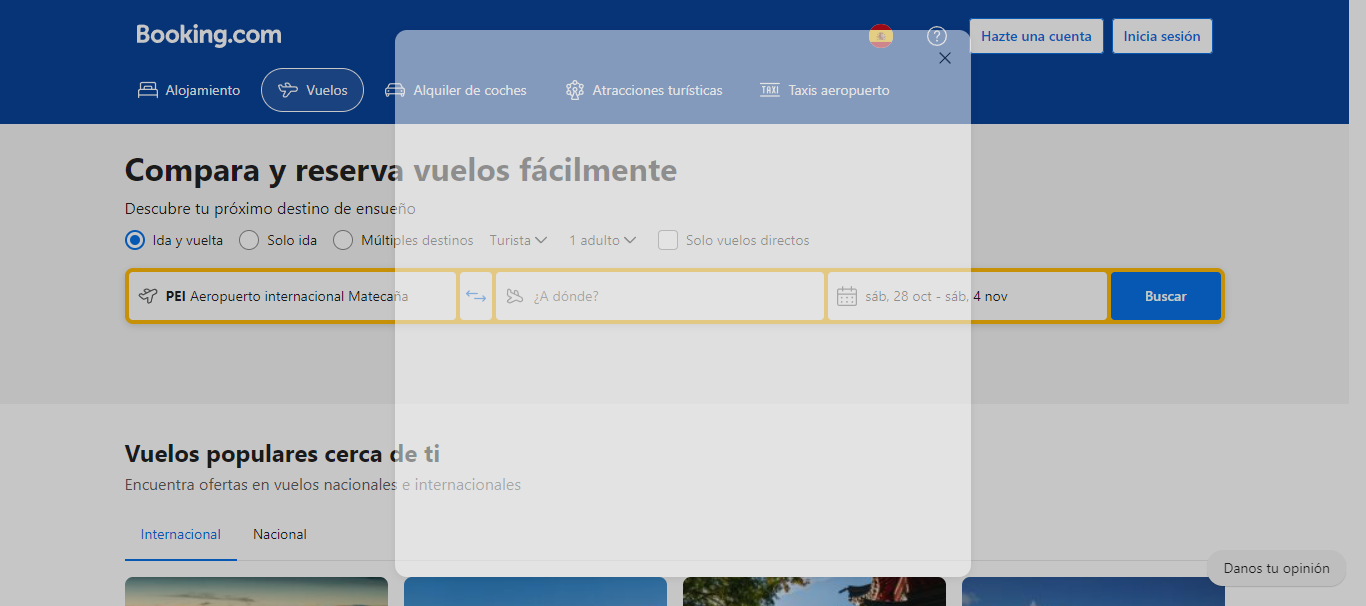 Booking.com
Hazte una cuenta
Inicia sesión
Alojamiento
Vuelos
Alquiler de coches
Atracciones turísticas
TAXI
Taxis aeropuerto
Compara y reserva vuelos fácilmente
Descubre tu próximo destino de ensueño
Ida y vuelta
Solo ida
Múltiples destinos
Turista
1 adulto
Solo vuelos directos
PEI Aeropuerto internacional Matecaña
¿A dónde?
sáb, 28 oct - sáb, 4 nov
Buscar
Vuelos populares cerca de ti
Encuentra ofertas en vuelos nacionales e internacionales
Internacional
Nacional
Danos tu opinión